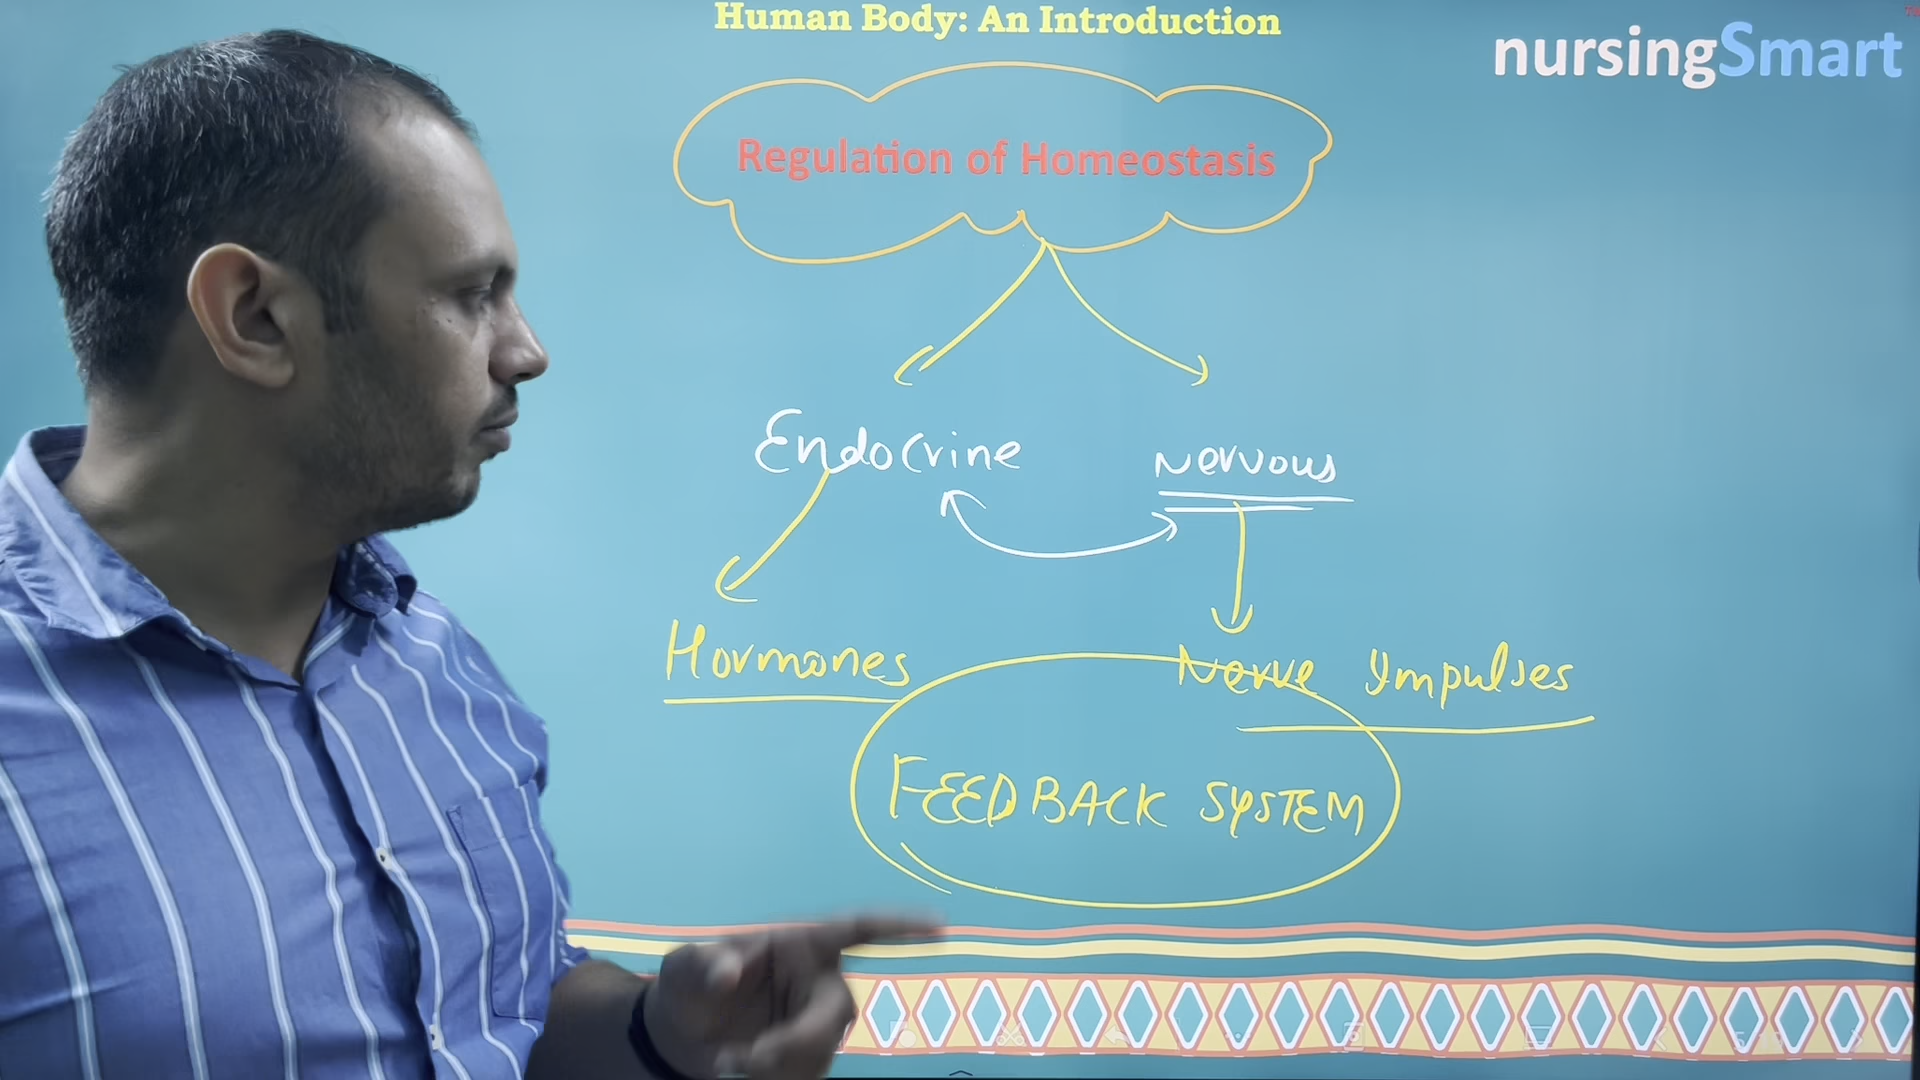 Human Body: An Introduction
nursingSmart
Regulation of Homeostasis
Endocrine
Nervous
Hormones
Nerve Impulses
FEEDBACK SYSTEM